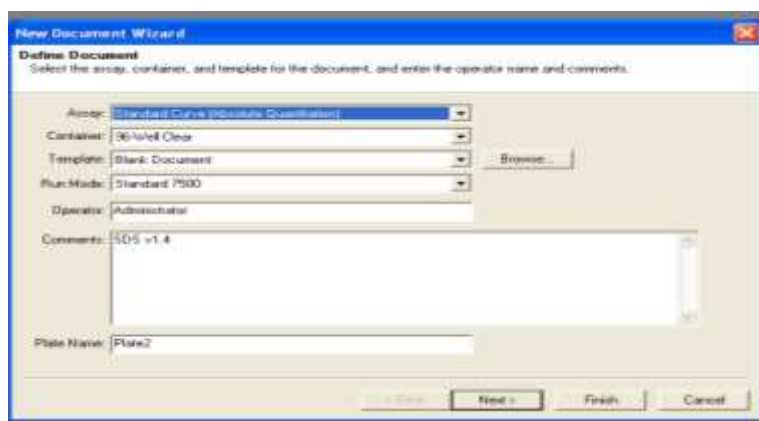 New Document Wizard
Define Document
Select the assay, container, and template for the document, and enter the operator name and comments.
Assay: Standard Curve (Absolute Quantitation)
Container: 96-Well Clear
Template: Blank Document Browse...
Run Mode: Standard 7500
Operator: Administrator
Comments: SDS v1.4
Plate Name: Plate2
< Back Next > Finish Cancel